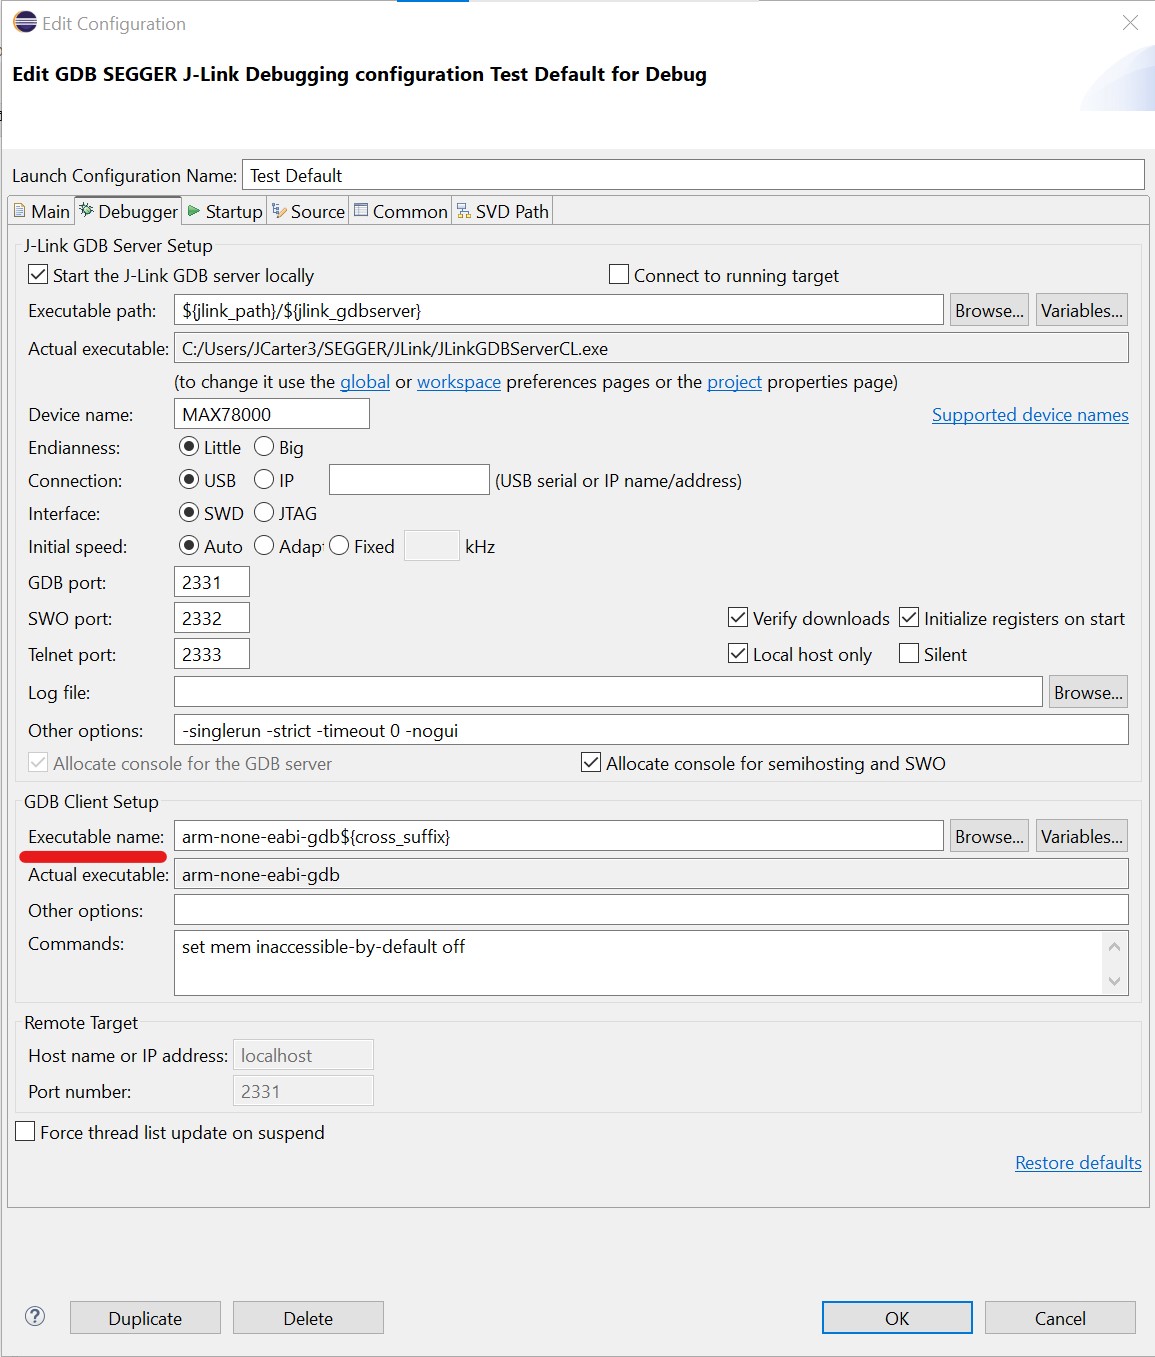 Edit Configuration
Edit GDB SEGGER J-Link Debugging configuration Test Default for Debug
Launch Configuration Name: Test Default
Main Debugger Startup Source Common SVD Path
J-Link GDB Server Setup
Start the J-Link GDB server locally Connect to running target
Executable path: ${jlink_path}/${jlink_gdbserver} Browse... Variables...
Actual executable: C:/Users/JCarter3/SEGGER/JLink/JLinkGDBServerCL.exe
(to change it use the global or workspace preferences pages or the project properties page)
Device name: MAX78000 Supported device names
Endianness: Little Big
Connection: USB IP (USB serial or IP name/address)
Interface: SWD JTAG
Initial speed: Auto Adapt Fixed kHz
GDB port: 2331
SWO port: 2332 Verify downloads Initialize registers on start
Telnet port: 2333 Local host only Silent
Log file: Browse...
Other options: -singlerun -strict -timeout 0 -nogui
Allocate console for the GDB server Allocate console for semihosting and SWO
GDB Client Setup
Executable name: arm-none-eabi-gdb${cross_suffix} Browse... Variables...
Actual executable: arm-none-eabi-gdb
Other options:
Commands: set mem inaccessible-by-default off
Remote Target
Host name or IP address: localhost
Port number: 2331
Force thread list update on suspend
Restore defaults
? Duplicate Delete OK Cancel